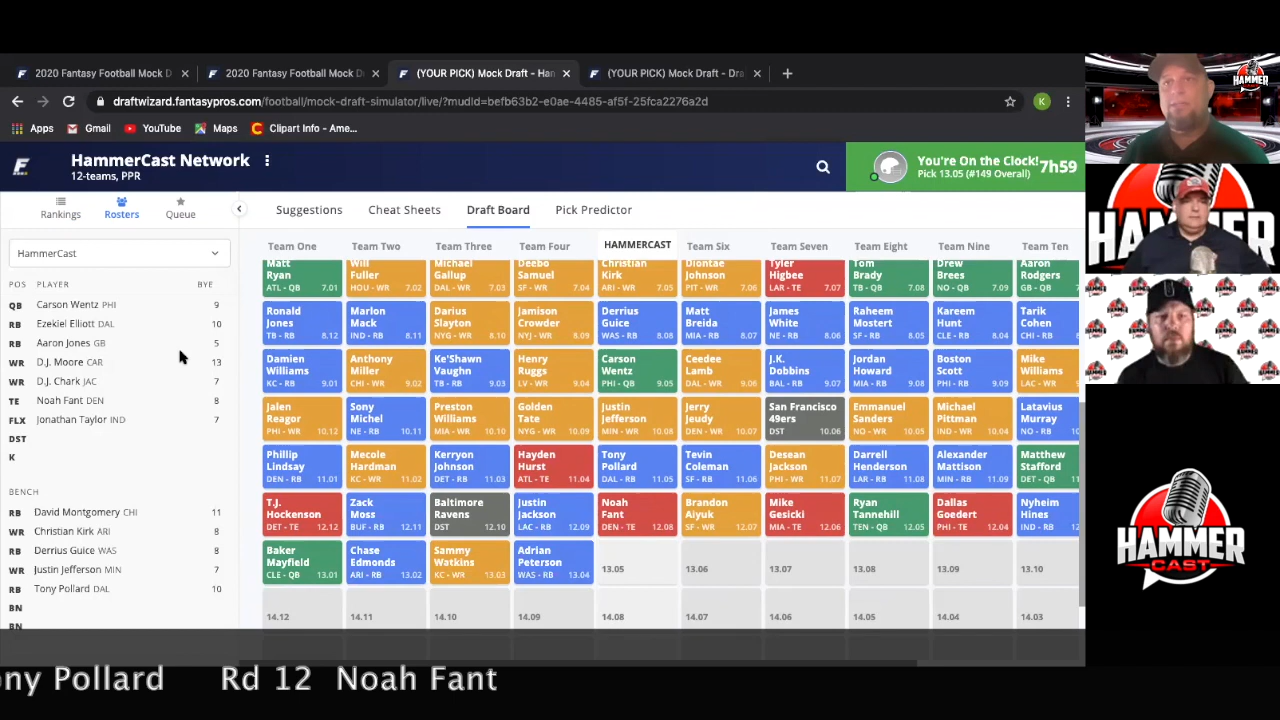 2020 Fantasy Football Mock D
2020 Fantasy Football Mock D
(YOUR PICK) Mock Draft - Han
(YOUR PICK) Mock Draft - Dra
draftwizard.fantasypros.com/football/mock-draft-simulator/live/?mudId=befb63b2-e0ae-4485-af5f-25fca2276a2d
K
Apps Gmail YouTube Maps Clipart Info - Ame...
HammerCast Network
12-teams, PPR
You're On the Clock!
Pick 13.05 (#149 Overall)
7h59
Rankings Rosters Queue
Suggestions Cheat Sheets Draft Board Pick Predictor
HammerCast
POS PLAYER BYE
QB Carson Wentz PHI 9
RB Ezekiel Elliott DAL 10
RB Aaron Jones GB 5
WR D.J. Moore CAR 13
WR D.J. Chark JAC 7
TE Noah Fant DEN 8
FLX Jonathan Taylor IND 7
DST
K
BENCH
RB David Montgomery CHI 11
WR Christian Kirk ARI 8
RB Derrius Guice WAS 8
WR Justin Jefferson MIN 7
RB Tony Pollard DAL 10
BN
BN
Team One Team Two Team Three Team Four HAMMERCAST Team Six Team Seven Team Eight Team Nine Team Ten
Matt Will Michael Deebo Christian Diontae Tyler Tom Drew Aaron
Ryan Fuller Gallup Samuel Kirk Johnson Higbee Brady Brees Rodgers
ATL - QB 7.01 HOU - WR 7.02 DAL - WR 7.03 SF - WR 7.04 ARI - WR 7.05 PIT - WR 7.06 LAR - TE 7.07 TB - QB 7.08 NO - QB 7.09 GB - QB 7
Ronald Marlon Darius Jamison Derrius Matt James Raheem Kareem Tarik
Jones Mack Slayton Crowder Guice Breida White Mostert Hunt Cohen
TB - RB 8.12 IND - RB 8.11 NYG - WR 8.10 NYJ - WR 8.09 WAS - RB 8.08 MIA - RB 8.07 NE - RB 8.06 SF - RB 8.05 CLE - RB 8.04 CHI - RB 8
Damien Anthony Ke'Shawn Henry Carson Ceedee J.K. Jordan Boston Mike
Williams Miller Vaughn Ruggs Wentz Lamb Dobbins Howard Scott Williams
KC - RB 9.01 CHI - WR 9.02 TB - RB 9.03 LV - WR 9.04 PHI - QB 9.05 DAL - WR 9.06 BAL - RB 9.07 MIA - RB 9.08 PHI - RB 9.09 LAC - WR 9
Jalen Sony Preston Golden Justin Jerry San Francisco Emmanuel Michael Latavius
Reagor Michel Williams Tate Jefferson Jeudy 49ers Sanders Pittman Murray
PHI - WR 10.12 NE - RB 10.11 MIA - WR 10.10 NYG - WR 10.09 MIN - WR 10.08 DEN - WR 10.07 DST 10.06 NO - WR 10.05 IND - WR 10.04 NO - RB 10
Phillip Mecole Kerryon Hayden Tony Tevin Desean Darrell Alexander Matthew
Lindsay Hardman Johnson Hurst Pollard Coleman Jackson Henderson Mattison Stafford
DEN - RB 11.01 KC - WR 11.02 DET - RB 11.03 ATL - TE 11.04 DAL - RB 11.05 SF - RB 11.06 PHI - WR 11.07 LAR - RB 11.08 MIN - RB 11.09 DET - QB 11
T.J. Zack Baltimore Justin Noah Brandon Mike Ryan Dallas Nyheim
Hockenson Moss Ravens Jackson Fant Aiyuk Gesicki Tannehill Goedert Hines
DET - TE 12.12 BUF - RB 12.11 DST 12.10 LAC - RB 12.09 DEN - TE 12.08 SF - WR 12.07 MIA - TE 12.06 TEN - QB 12.05 PHI - TE 12.04 IND - RB 12
Baker Chase Sammy Adrian
Mayfield Edmonds Watkins Peterson
CLE - QB 13.01 ARI - RB 13.02 KC - WR 13.03 WAS - RB 13.04 13.05 13.06 13.07 13.08 13.09 13.10
14.12 14.11 14.10 14.09 14.08 14.07 14.06 14.05 14.04 14.03
ony Pollard Rd 12 Noah Fant
HAMMER
CAST
HAMMER
CAST